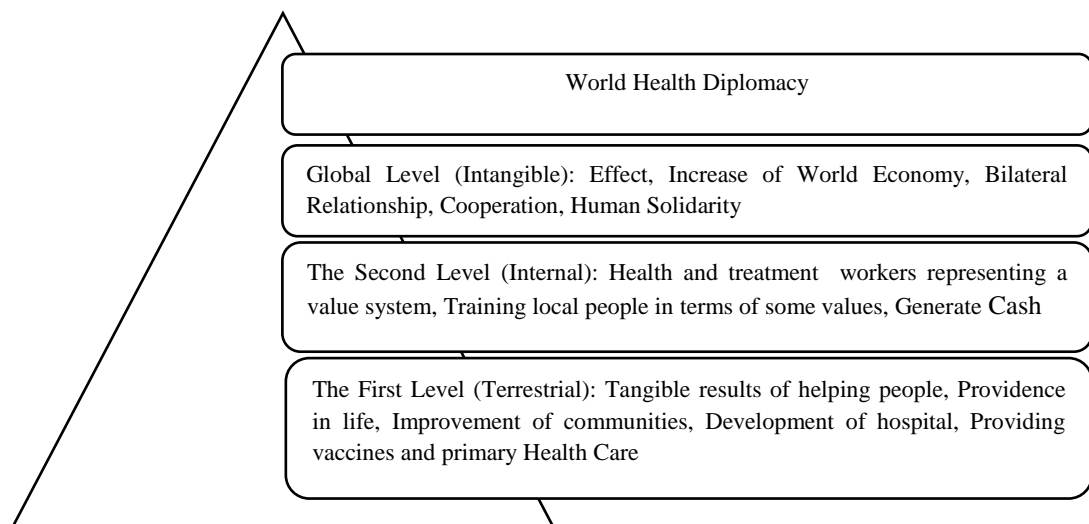 World Health Diplomacy
Global Level (Intangible): Effect, Increase of World Economy, Bilateral
Relationship, Cooperation, Human Solidarity
The Second Level (Internal): Health and treatment workers representing a
value system, Training local people in terms of some values, Generate Cash
The First Level (Terrestrial): Tangible results of helping people, Providence
in life, Improvement of communities, Development of hospital, Providing
vaccines and primary Health Care